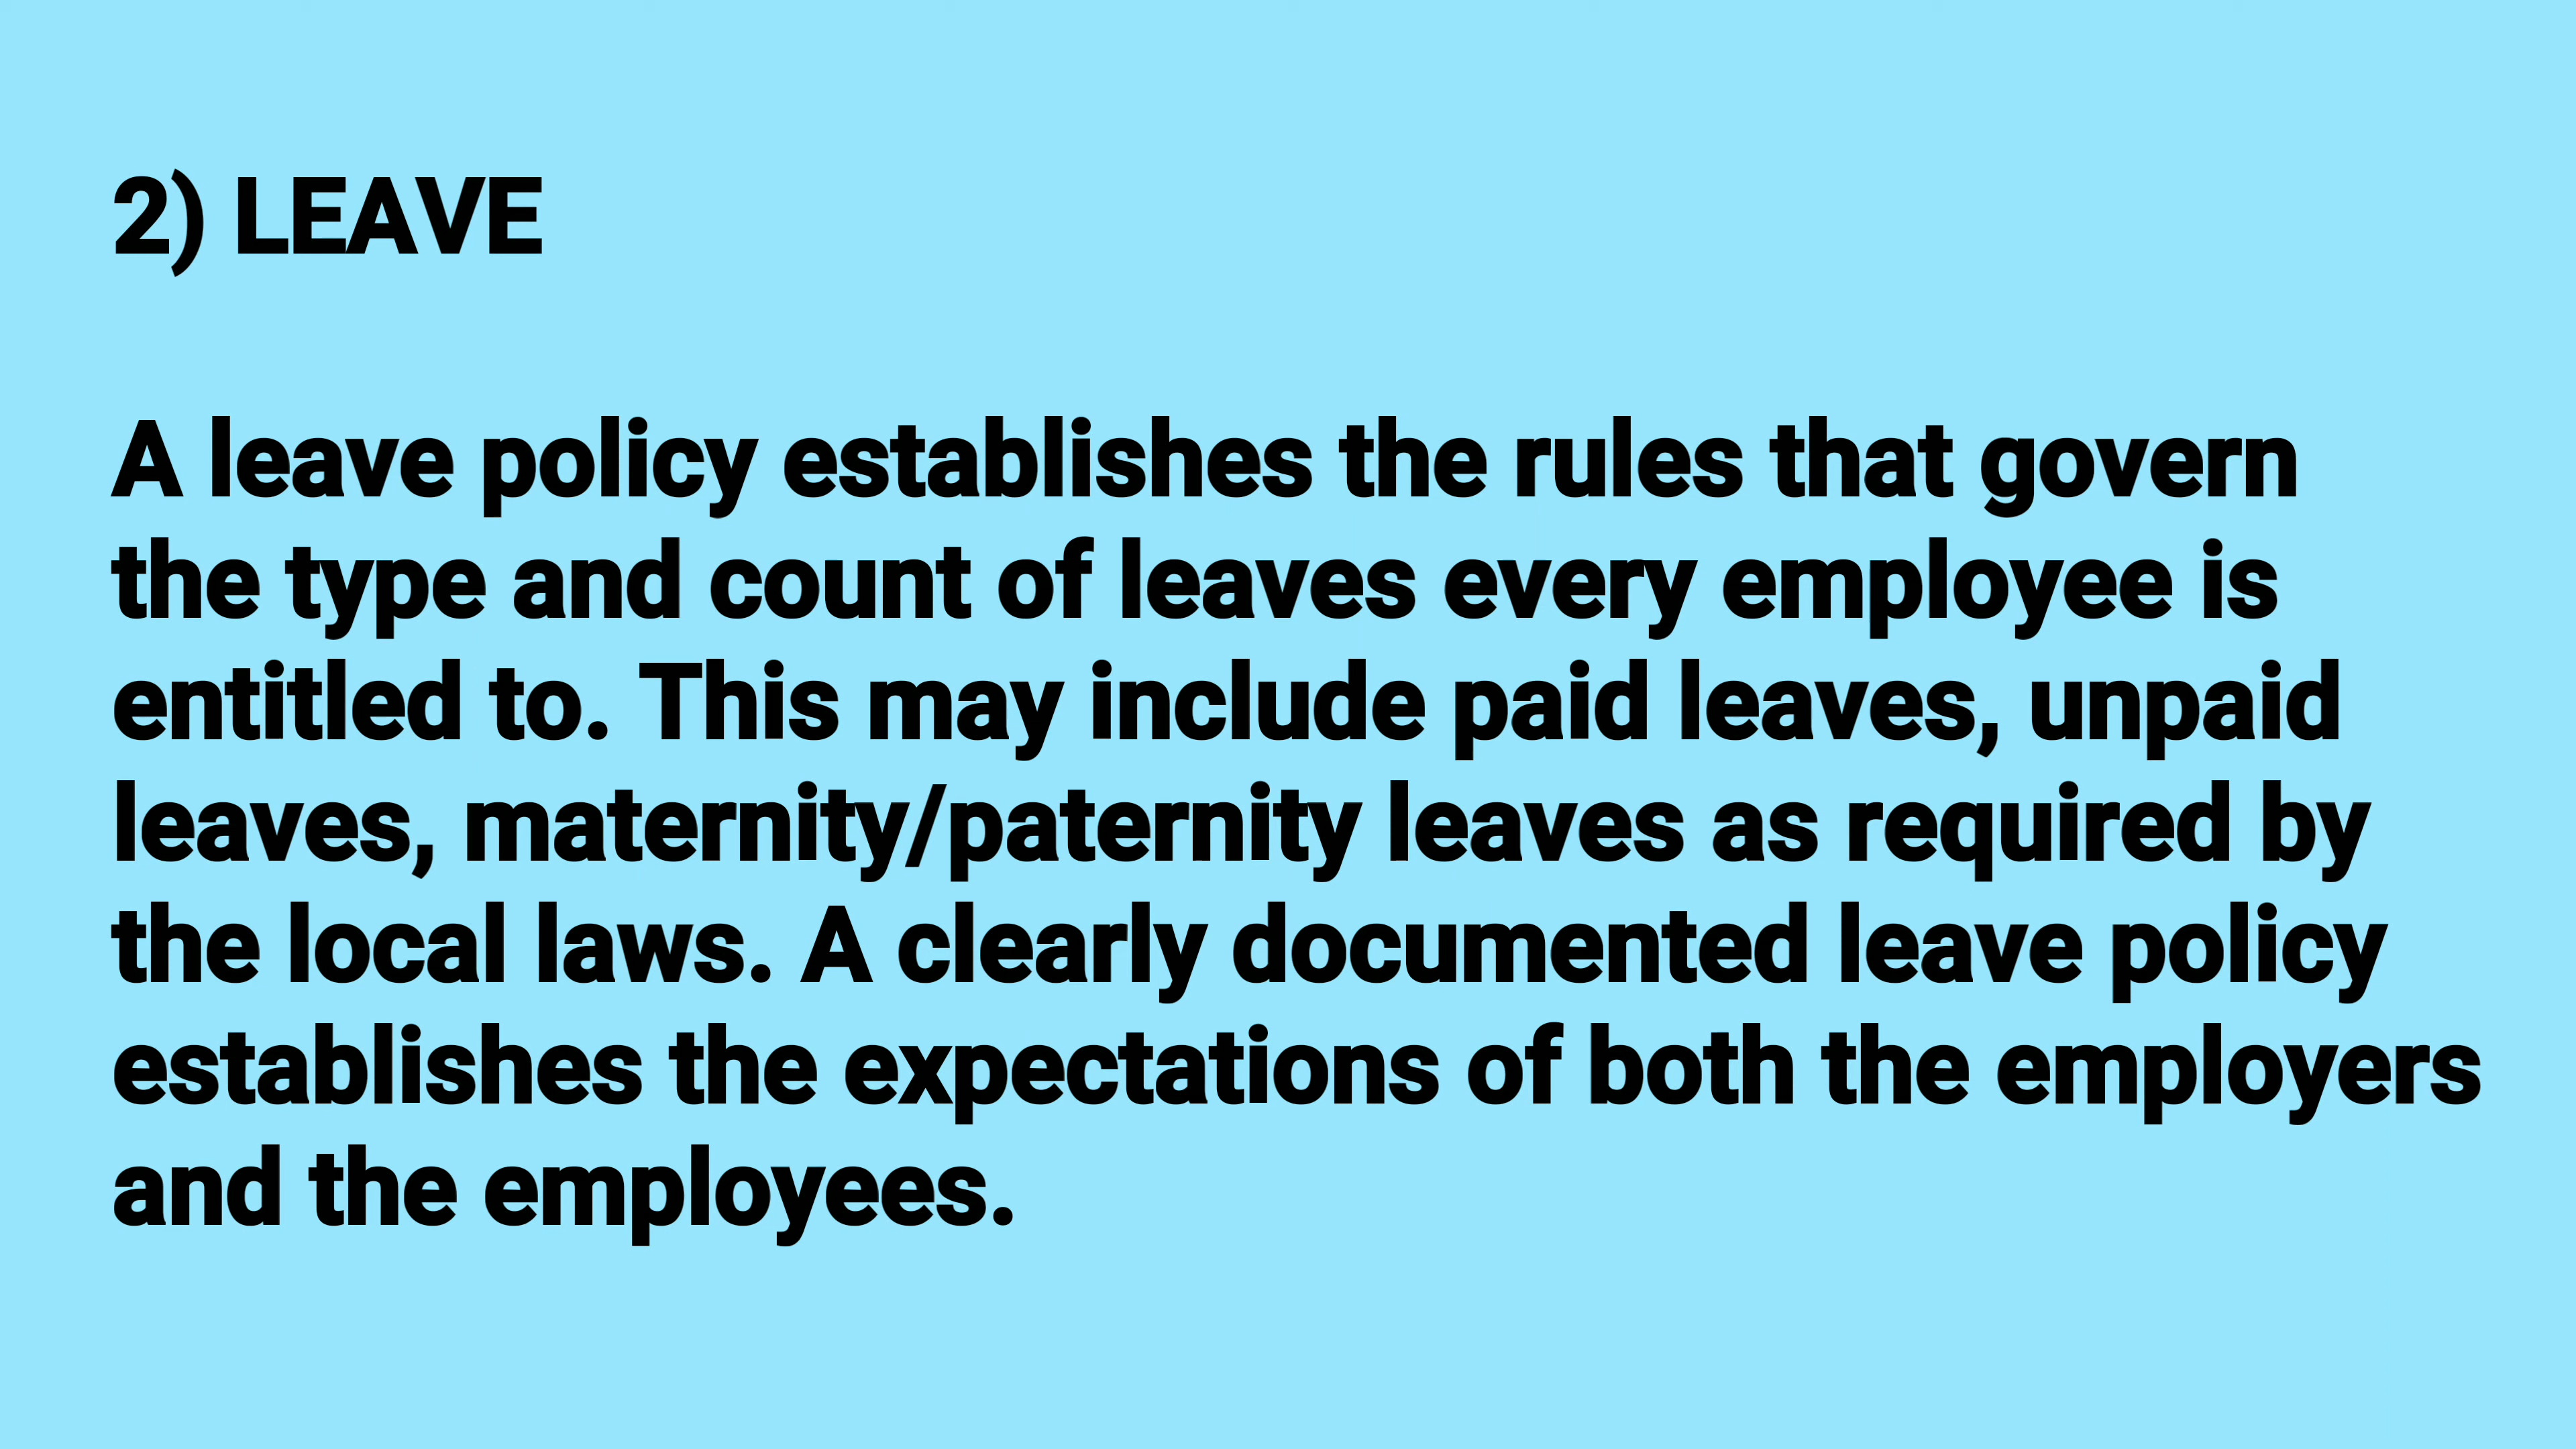 2) LEAVE
A leave policy establishes the rules that govern
the type and count of leaves every employee is
entitled to. This may include paid leaves, unpaid
leaves, maternity/paternity leaves as required by
the local laws. A clearly documented leave policy
establishes the expectations of both the employers
and the employees.